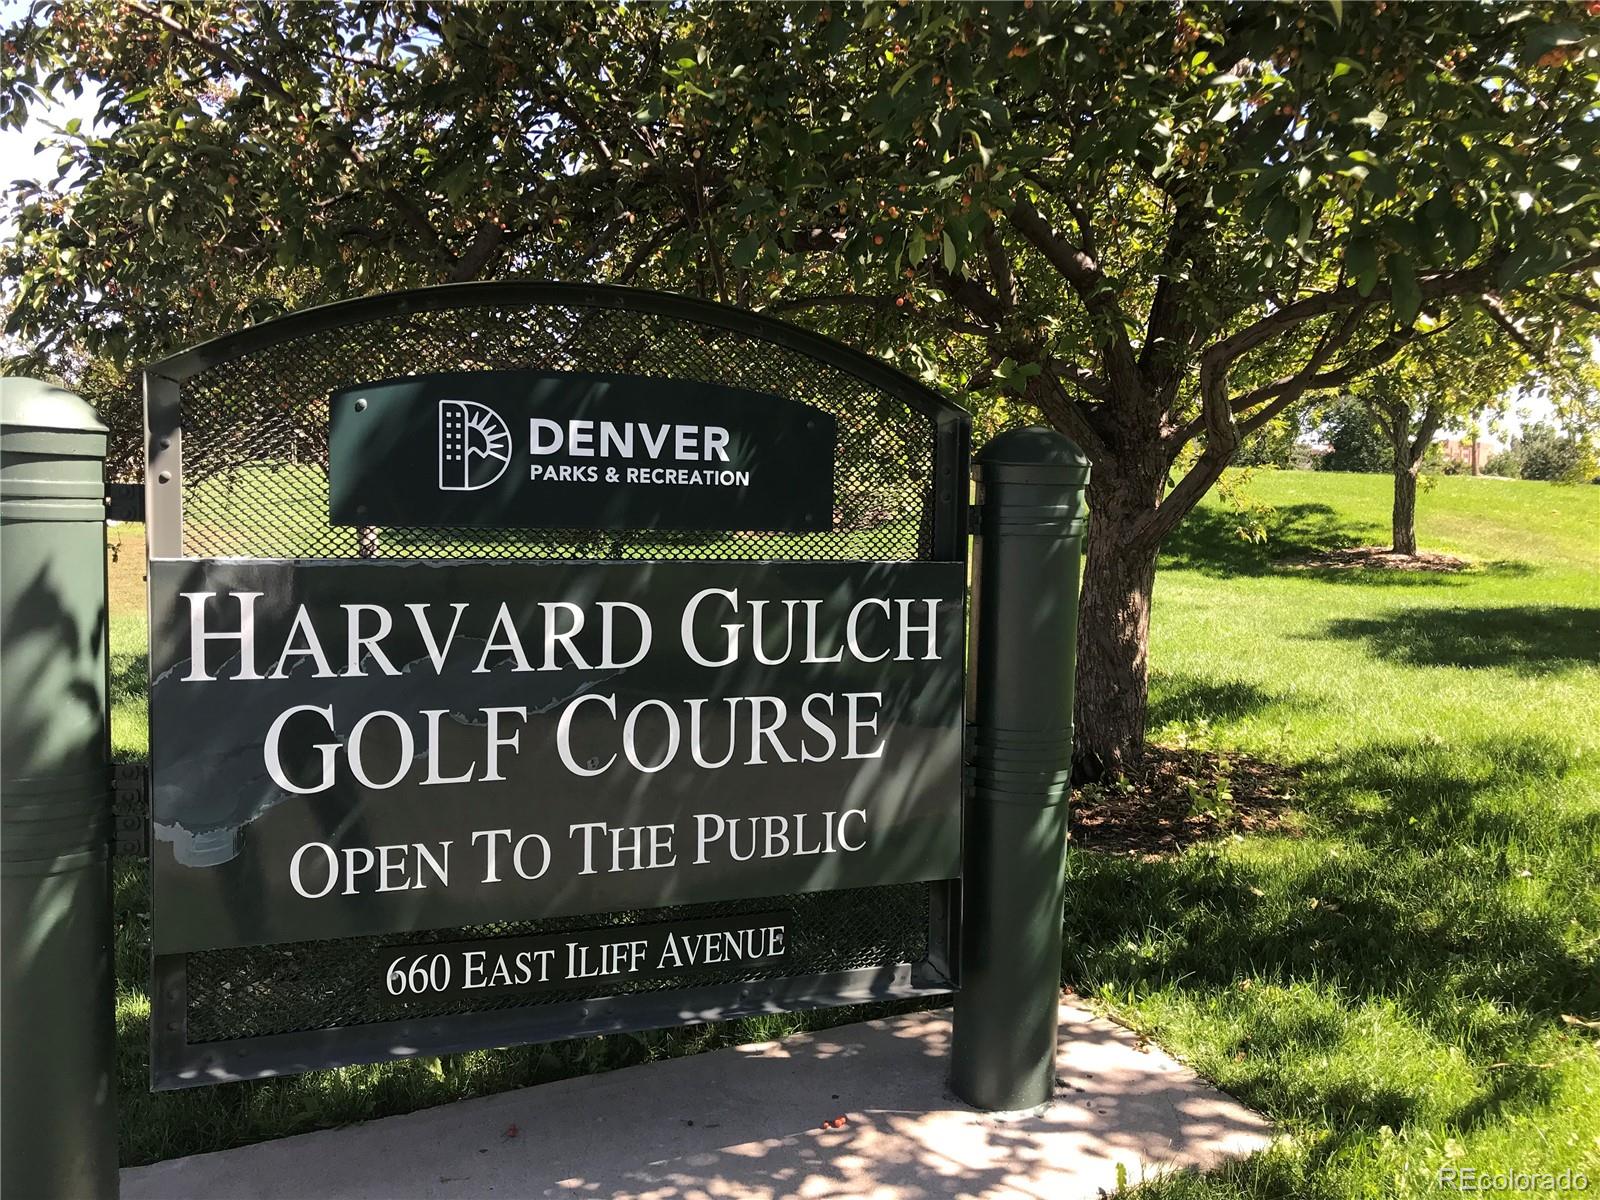 DENVER
PARKS & RECREATION
HARVARD GULCH
GOLF COURSE
OPEN TO THE PUBLIC
660 EAST ILIFF AVENUE
REcolorado